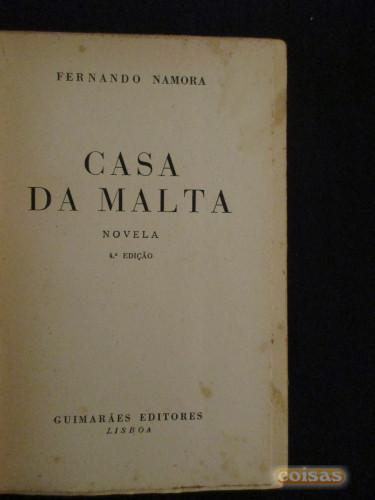 FERNANDO NAMORA
CASA
DA MALTA
NOVELA
4.ª EDIÇÃO
GUIMARÃES EDITORES
LISBOA
coisas